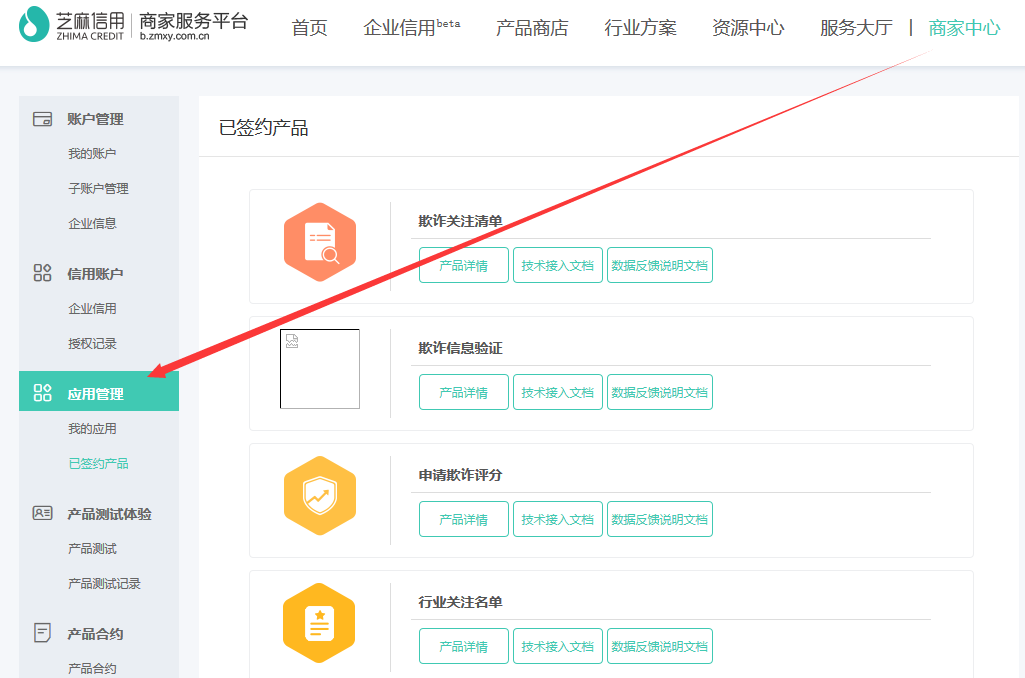 芝麻信用 商家服务平台
ZHIMA CREDIT b.zmxy.com.cn
首页 企业信用beta 产品商店 行业方案 资源中心 服务大厅 | 商家中心
账户管理
我的账户
子账户管理
企业信息
信用账户
企业信用
授权记录
应用管理
我的应用
已签约产品
产品测试体验
产品测试
产品测试记录
产品合约
产品合约
已签约产品
欺诈关注清单
产品详情 技术接入文档 数据反馈说明文档
欺诈信息验证
产品详情 技术接入文档 数据反馈说明文档
申请欺诈评分
产品详情 技术接入文档 数据反馈说明文档
行业关注名单
产品详情 技术接入文档 数据反馈说明文档